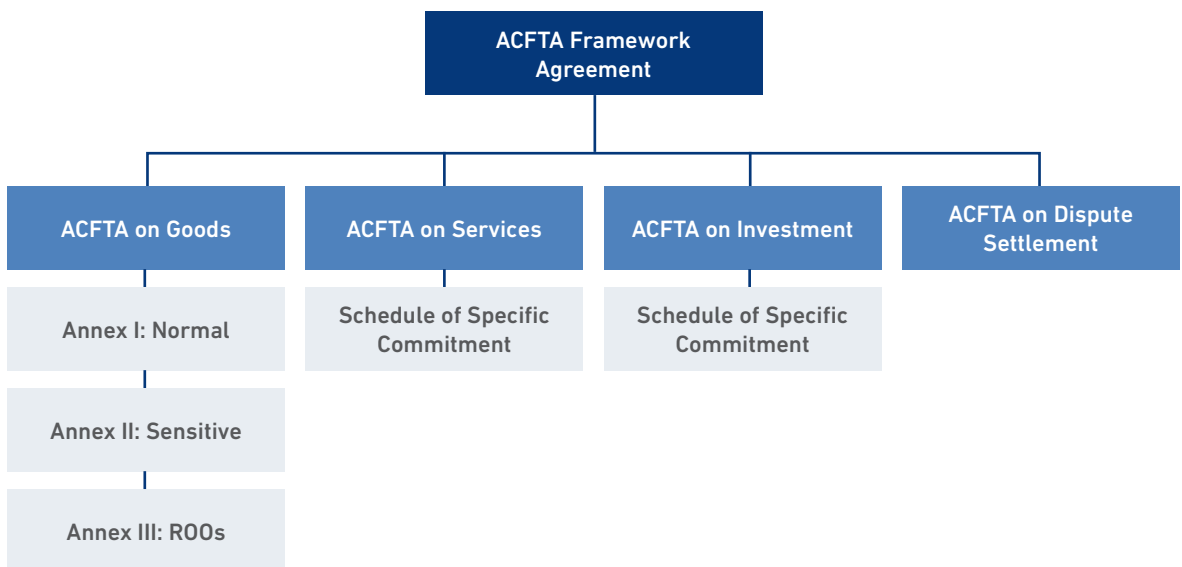 ACFTA Framework
Agreement
ACFTA on Goods
ACFTA on Services
ACFTA on Investment
ACFTA on Dispute
Settlement
Annex I: Normal
Schedule of Specific
Commitment
Schedule of Specific
Commitment
Annex II: Sensitive
Annex III: ROOs